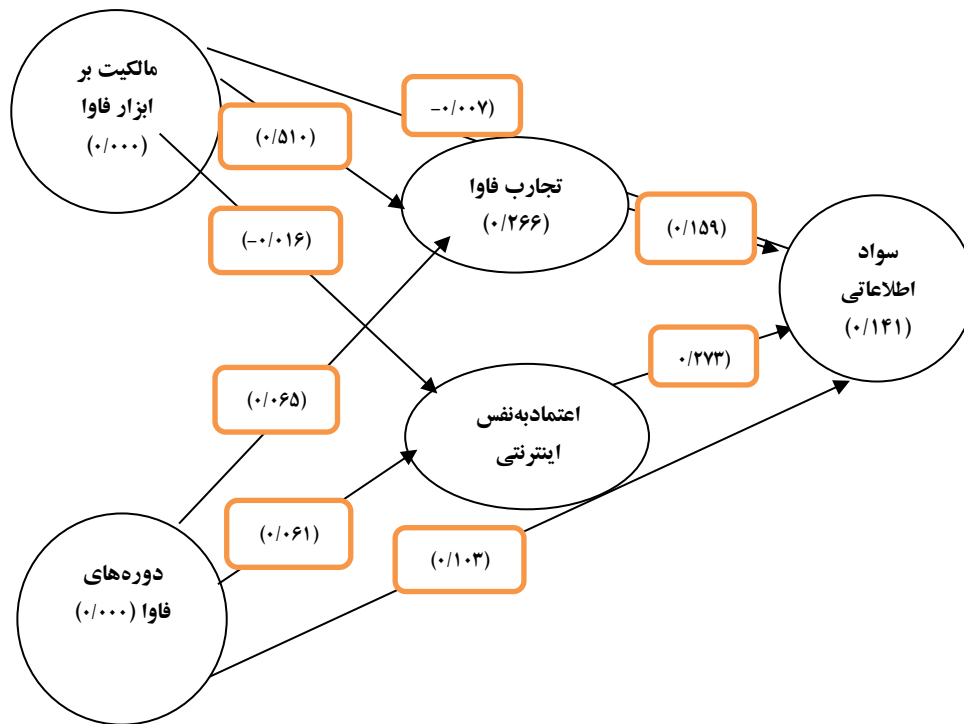 مالکیت بر
ابزار فاوا
(۰/۰۰۰)
−۰/۰۰۷)
(۰/۵۱۰)
تجارب فاوا
(۰/۲۶۶)
(۰/۱۵۹)
(−۰/۰۱۶)
سواد
اطلاعاتی
(۰/۱۴۱)
۰/۲۷۳)
(۰/۰۶۵)
اعتمادبه‌نفس
اینترنتی
(۰/۰۶۱)
(۰/۱۰۳)
دوره‌های
فاوا (۰/۰۰۰)